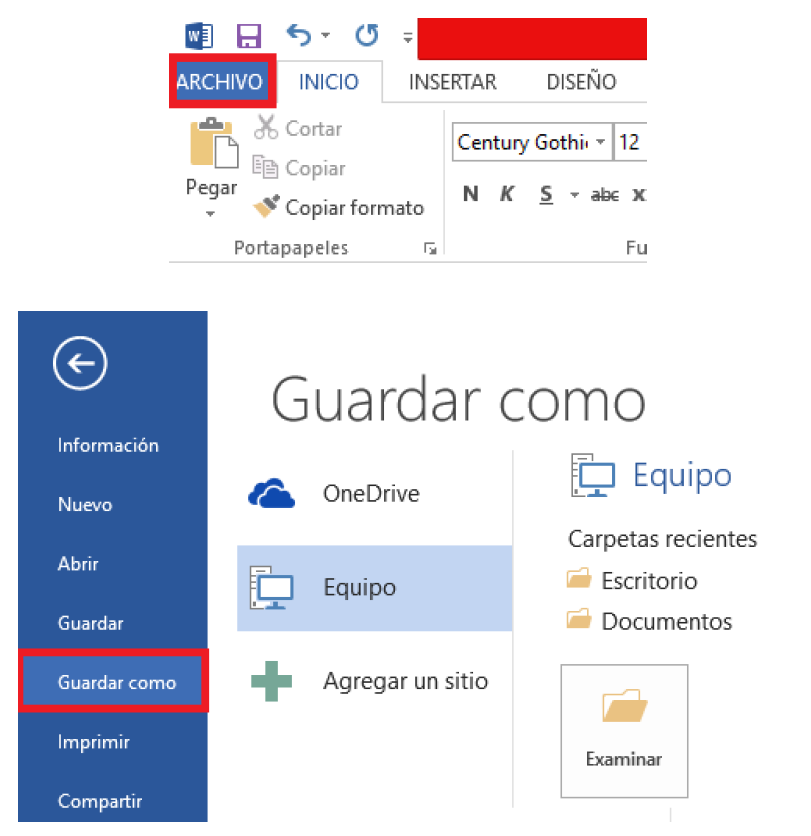 ARCHIVO INICIO INSERTAR DISEÑO
Cortar
Century Gothi 12
Copiar
Pegar
N K S abc x
Copiar formato
Portapapeles Fu
Guardar como
Información
Equipo
OneDrive
Nuevo
Carpetas recientes
Abrir
Escritorio
Equipo
Guardar
Documentos
Guardar como
Agregar un sitio
Imprimir
Examinar
Compartir